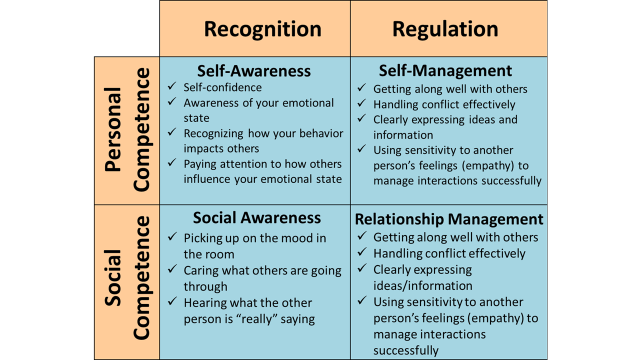 Recognition
Regulation
Personal
Competence
Self-Awareness
✓ Self-confidence
✓ Awareness of your emotional
state
✓ Recognizing how your behavior
impacts others
✓ Paying attention to how others
influence your emotional state
Self-Management
✓ Getting along well with others
✓ Handling conflict effectively
✓ Clearly expressing ideas and
information
✓ Using sensitivity to another
person's feelings (empathy) to
manage interactions successfully
Social
Competence
Social Awareness
✓ Picking up on the mood in
the room
✓ Caring what others are going
through
✓ Hearing what the other
person is “really” saying
Relationship Management
✓ Getting along well with others
✓ Handling conflict effectively
✓ Clearly expressing
ideas/information
✓ Using sensitivity to another
person's feelings (empathy) to
manage interactions
successfully